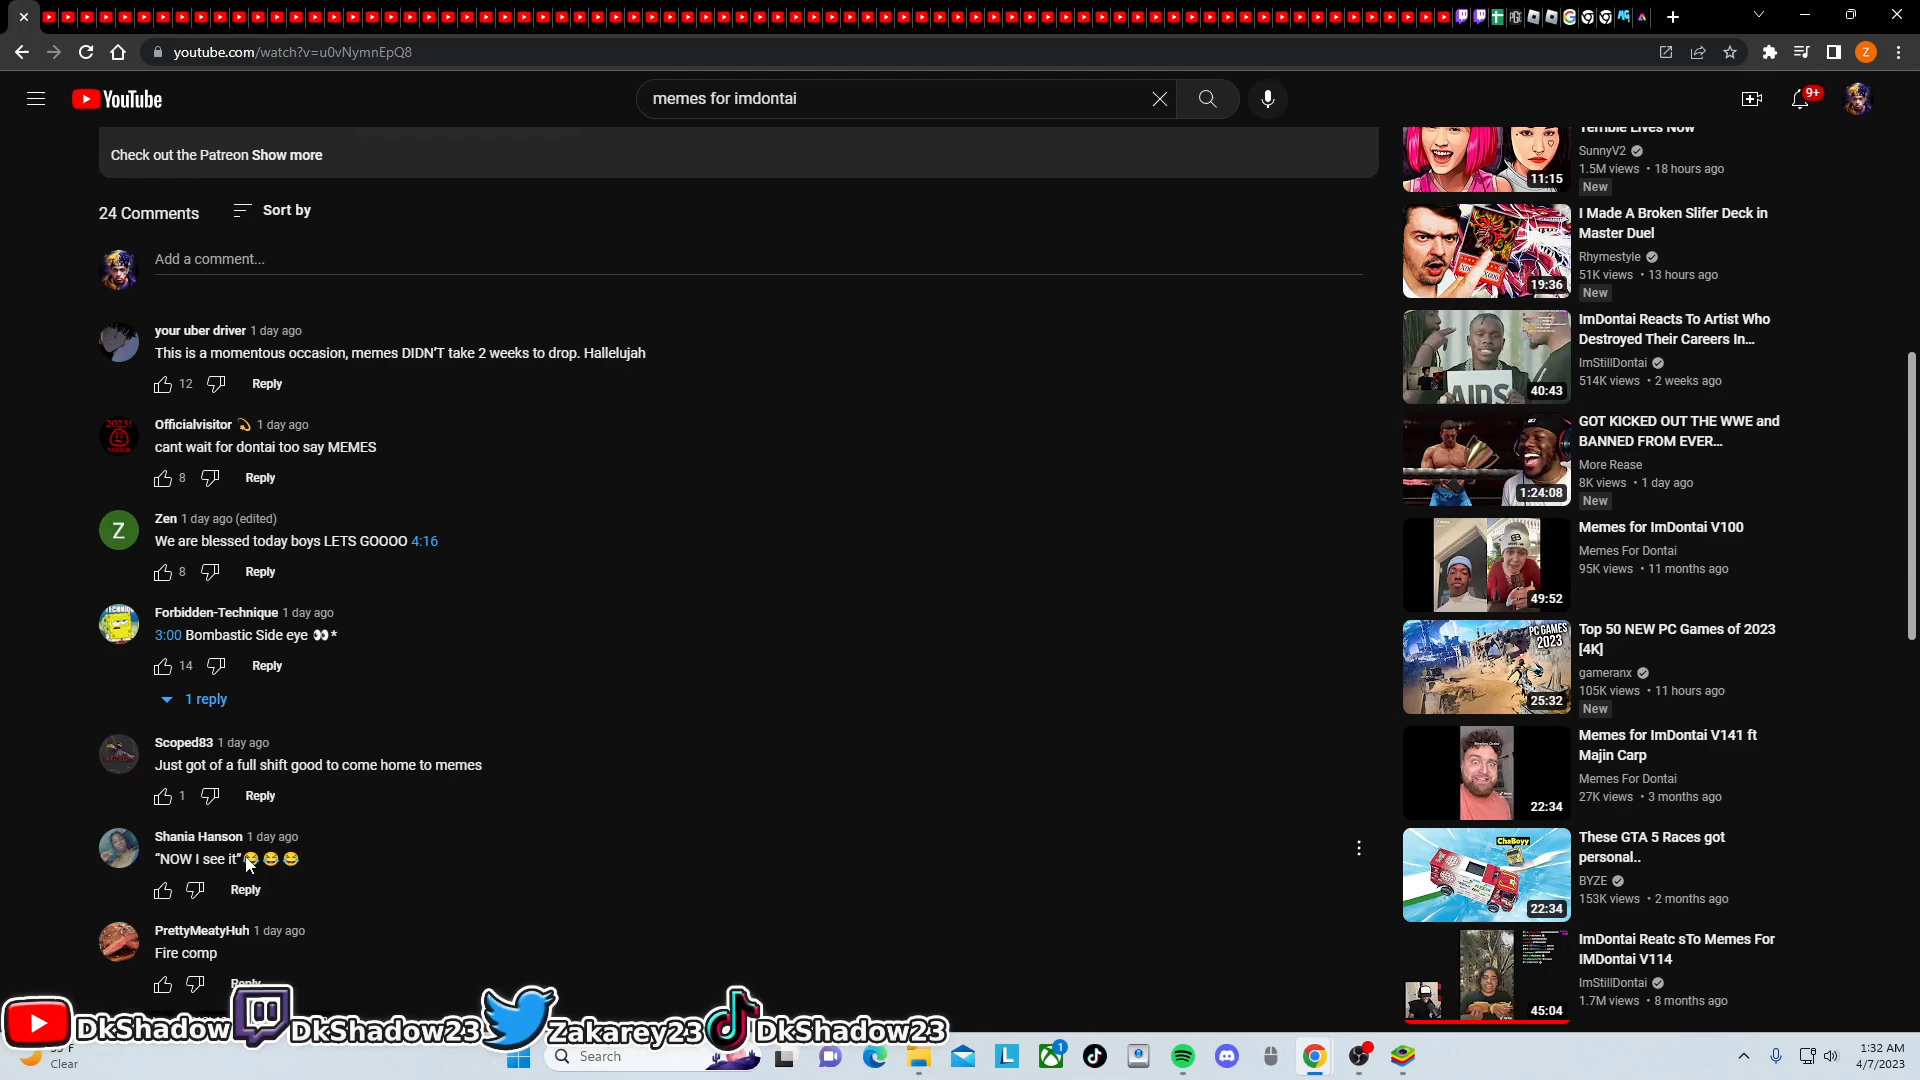 youtube.com/watch?v=u0vNymnEpQ8
YouTube
memes for imdontai
9+
Check out the Patreon Show more
24 Comments
Sort by
Add a comment...
your uber driver 1 day ago
This is a momentous occasion, memes DIDN'T take 2 weeks to drop. Hallelujah
12 Reply
Officialvisitor 💫 1 day ago
cant wait for dontai too say MEMES
8 Reply
Z
Zen 1 day ago (edited)
We are blessed today boys LETS GOOOO 4:16
8 Reply
Forbidden-Technique 1 day ago
3:00 Bombastic Side eye 👀*
14 Reply
1 reply
Scoped83 1 day ago
Just got of a full shift good to come home to memes
1 Reply
Shania Hanson 1 day ago
“NOW I see it”😂😂😂
Reply
PrettyMeatyHuh 1 day ago
Fire comp
Reply
Terrible Lives Now
SunnyV2
1.5M views • 18 hours ago
New
11:15
I Made A Broken Slifer Deck in
Master Duel
Rhymestyle
51K views • 13 hours ago
New
19:36
ImDontai Reacts To Artist Who
Destroyed Their Careers In...
ImStillDontai
514K views • 2 weeks ago
AIDS
40:43
GOT KICKED OUT THE WWE and
BANNED FROM EVER...
More Rease
8K views • 1 day ago
New
1:24:08
Memes for ImDontai V100
Memes For Dontai
95K views • 11 months ago
49:52
Top 50 NEW PC Games of 2023
[4K]
gameranx
105K views • 11 hours ago
New
PC GAMES
2023
25:32
Memes for ImDontai V141 ft
Majin Carp
Memes For Dontai
27K views • 3 months ago
22:34
These GTA 5 Races got
personal..
BYZE
153K views • 2 months ago
ChaBoyy
22:34
ImDontai Reatc sTo Memes For
IMDontai V114
ImStillDontai
1.7M views • 8 months ago
45:04
DkShadow
DkShadow23
Zakarey23
DkShadow23
Clear
Search
1
1:32 AM
4/7/2023